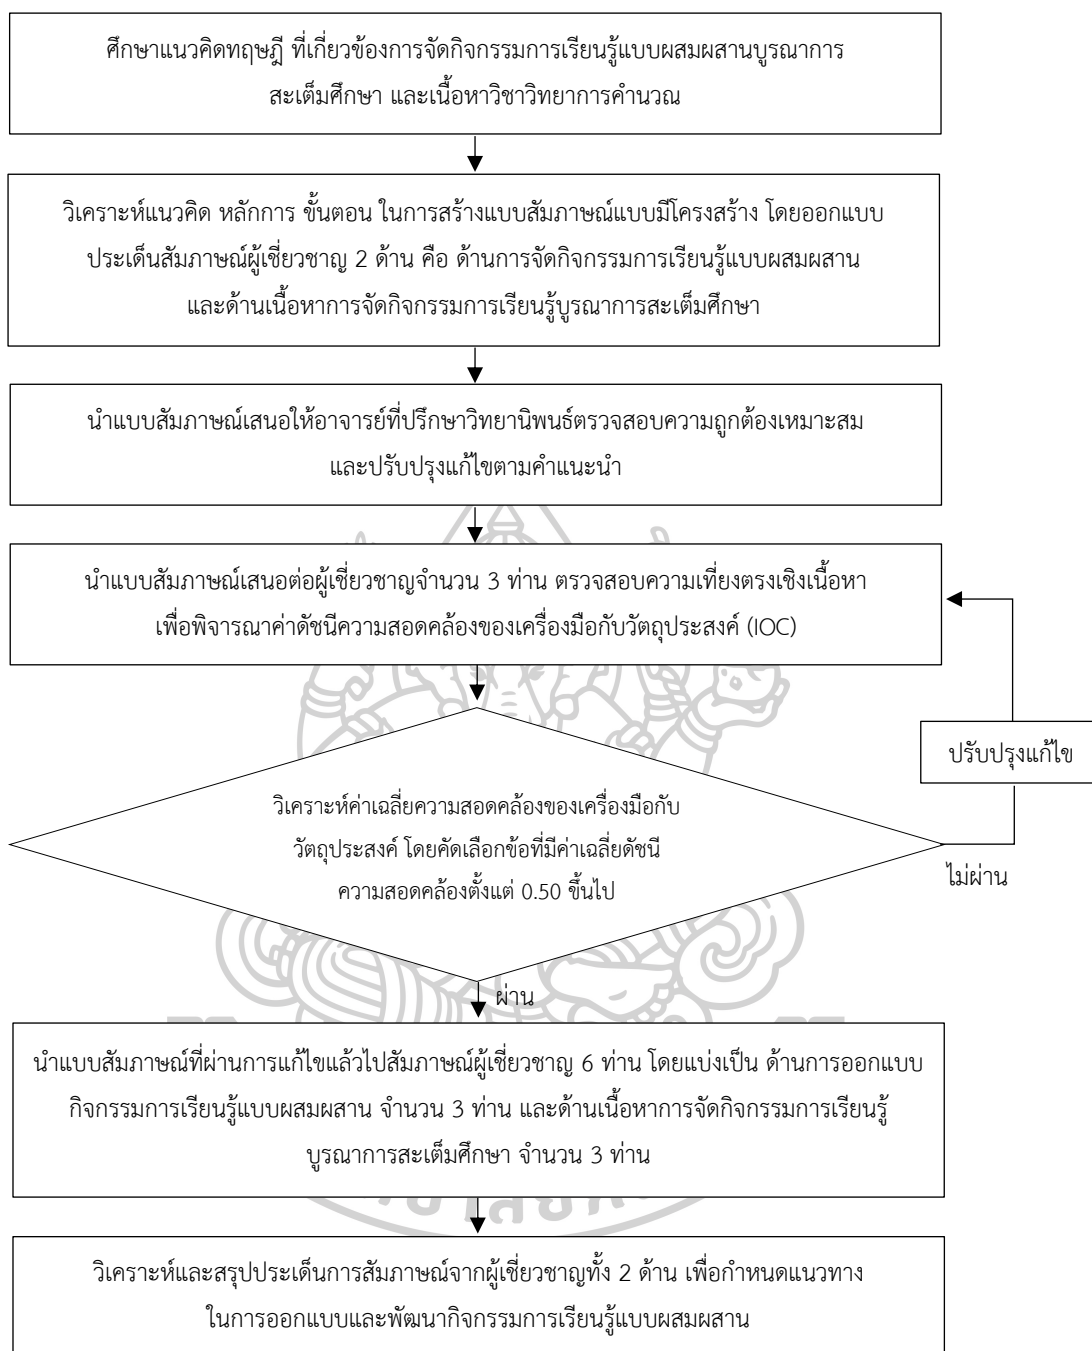 ศึกษาแนวคิดทฤษฎี ที่เกี่ยวข้องการจัดกิจกรรมการเรียนรู้แบบผสมผสานบูรณาการ
สะเต็มศึกษา และเนื้อหาวิชาวิทยาการคำนวณ
วิเคราะห์แนวคิด หลักการ ขั้นตอน ในการสร้างแบบสัมภาษณ์แบบมีโครงสร้าง โดยออกแบบ
ประเด็นสัมภาษณ์ผู้เชี่ยวชาญ 2 ด้าน คือ ด้านการจัดกิจกรรมการเรียนรู้แบบผสมผสาน
และด้านเนื้อหาการจัดกิจกรรมการเรียนรู้บูรณาการสะเต็มศึกษา
นำแบบสัมภาษณ์เสนอให้อาจารย์ที่ปรึกษาวิทยานิพนธ์ตรวจสอบความถูกต้องเหมาะสม
และปรับปรุงแก้ไขตามคำแนะนำ
นำแบบสัมภาษณ์เสนอต่อผู้เชี่ยวชาญจำนวน 3 ท่าน ตรวจสอบความเที่ยงตรงเชิงเนื้อหา
เพื่อพิจารณาค่าดัชนีความสอดคล้องของเครื่องมือกับวัตถุประสงค์ (IOC)
ปรับปรุงแก้ไข
วิเคราะห์ค่าเฉลี่ยความสอดคล้องของเครื่องมือกับ
วัตถุประสงค์ โดยคัดเลือกข้อที่มีค่าเฉลี่ยดัชนี
ความสอดคล้องตั้งแต่ 0.50 ขึ้นไป
ไม่ผ่าน
ผ่าน
นำแบบสัมภาษณ์ที่ผ่านการแก้ไขแล้วไปสัมภาษณ์ผู้เชี่ยวชาญ 6 ท่าน โดยแบ่งเป็น ด้านการออกแบบ
กิจกรรมการเรียนรู้แบบผสมผสาน จำนวน 3 ท่าน และด้านเนื้อหาการจัดกิจกรรมการเรียนรู้
บูรณาการสะเต็มศึกษา จำนวน 3 ท่าน
วิเคราะห์และสรุปประเด็นการสัมภาษณ์จากผู้เชี่ยวชาญทั้ง 2 ด้าน เพื่อกำหนดแนวทาง
ในการออกแบบและพัฒนากิจกรรมการเรียนรู้แบบผสมผสาน